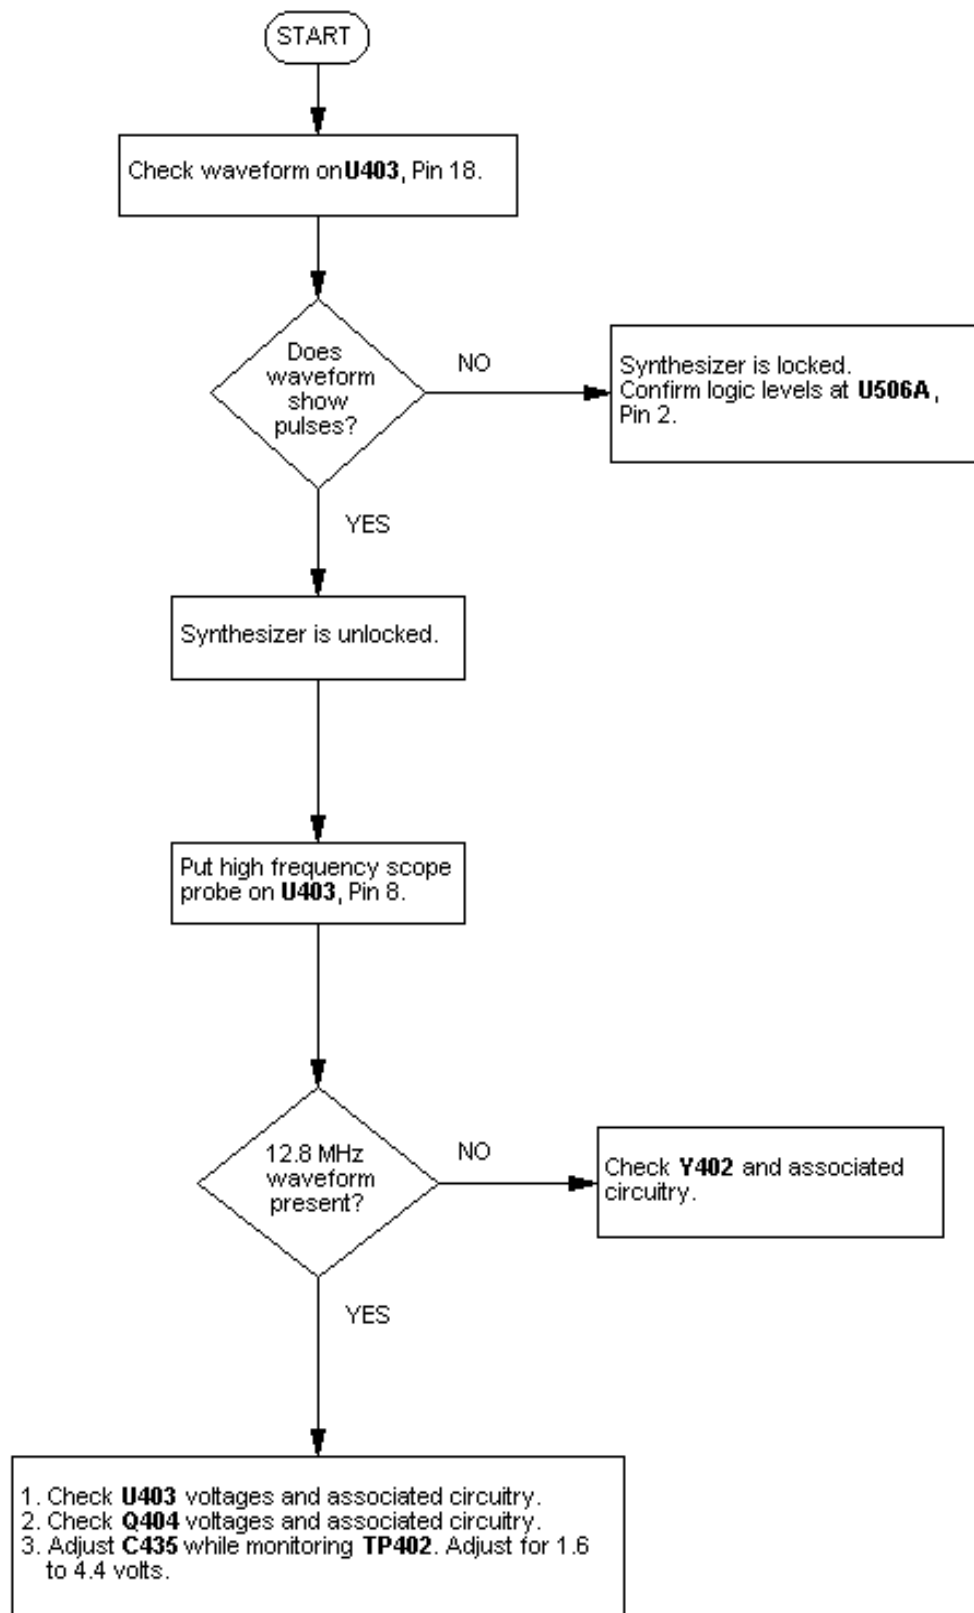 START
Check waveform on U403, Pin 18.
Does
waveform
show
pulses?
NO
Synthesizer is locked.
Confirm logic levels at U506A,
Pin 2.
YES
Synthesizer is unlocked.
Put high frequency scope
probe on U403, Pin 8.
12.8 MHz
waveform
present?
NO
Check Y402 and associated
circuitry.
YES
1. Check U403 voltages and associated circuitry.
2. Check Q404 voltages and associated circuitry.
3. Adjust C435 while monitoring TP402. Adjust for 1.6
to 4.4 volts.